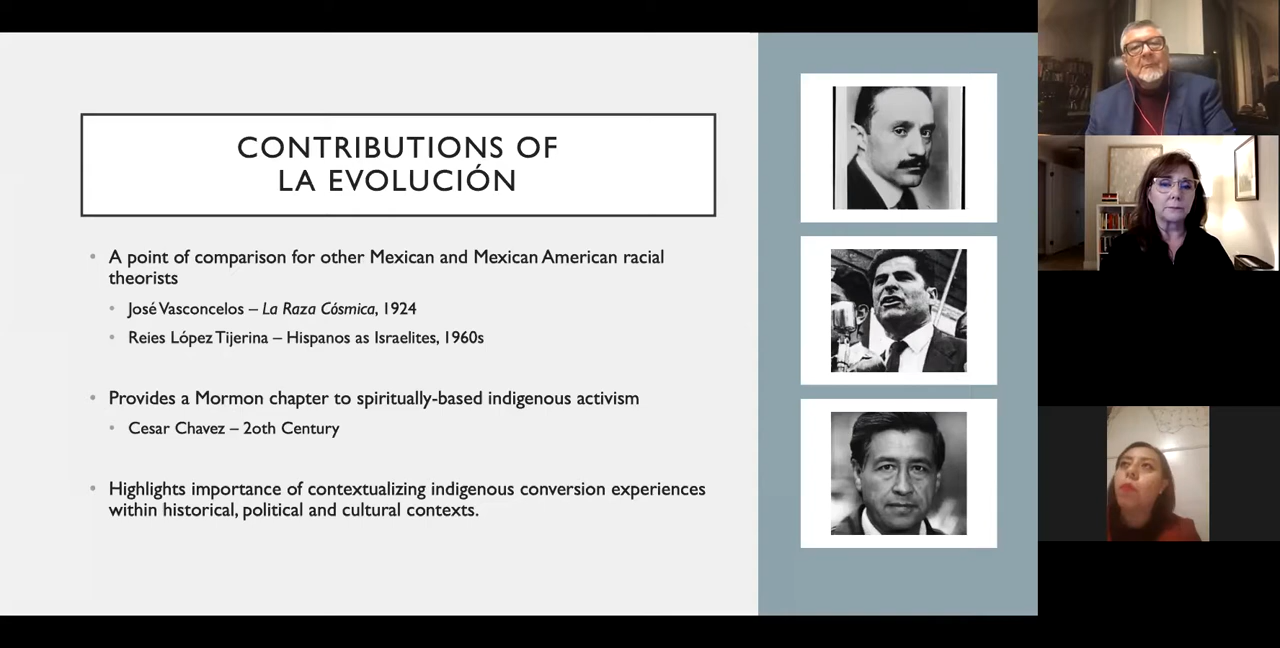 CONTRIBUTIONS OF
LA EVOLUCIÓN
• A point of comparison for other Mexican and Mexican American racial
theorists
• José Vasconcelos – La Raza Cósmica, 1924
• Reies López Tijerina – Hispanos as Israelites, 1960s
• Provides a Mormon chapter to spiritually-based indigenous activism
• Cesar Chavez – 2oth Century
• Highlights importance of contextualizing indigenous conversion experiences
within historical, political and cultural contexts.